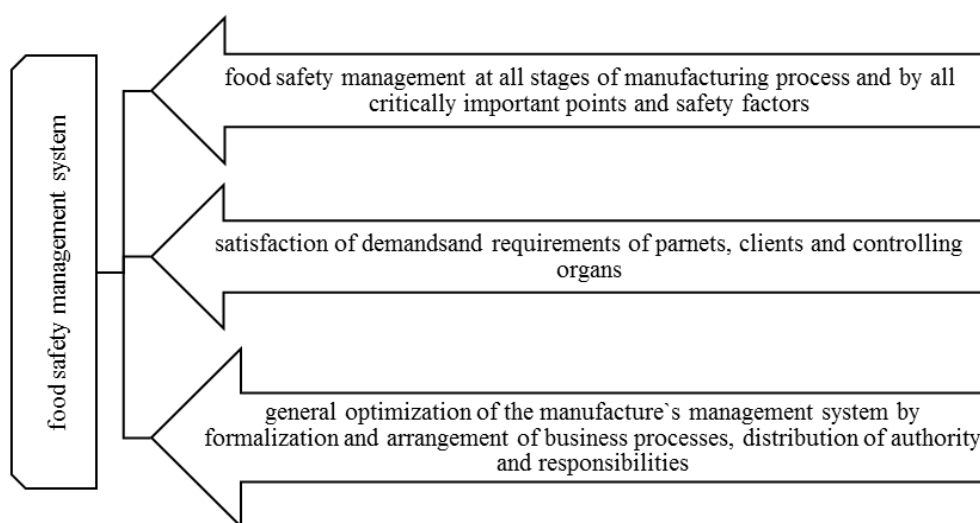 food safety management system
food safety management at all stages of manufacturing process and by all
critically important points and safety factors
satisfaction of demandsand requirements of parnets, clients and controlling
organs
general optimization of the manufacture`s management system by
formalization and arrangement of business processes, distribution of authority
and responsibilities